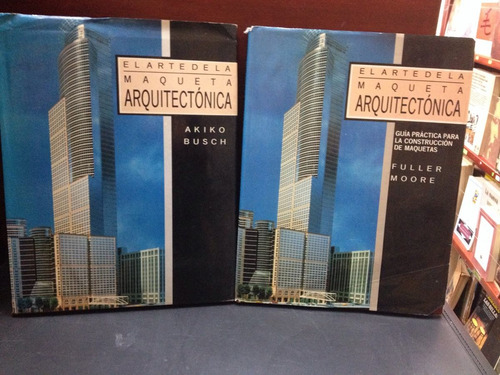 EL ARTE DE LA
MAQUETA
ARQUITECTÓNICA
AKIKO
BUSCH
EL ARTE DE LA
MAQUETA
ARQUITECTÓNICA
GUÍA PRÁCTICA PARA
LA CONSTRUCCIÓN
DE MAQUETAS
FULLER
MOORE